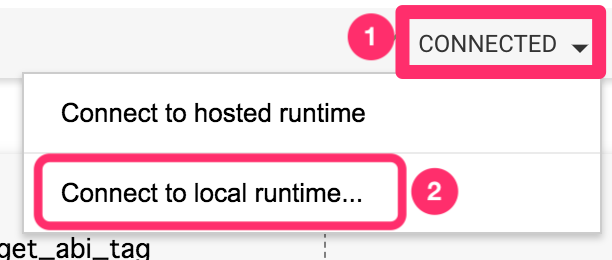 1
CONNECTED
Connect to hosted runtime
Connect to local runtime...
2
get_abi_tag